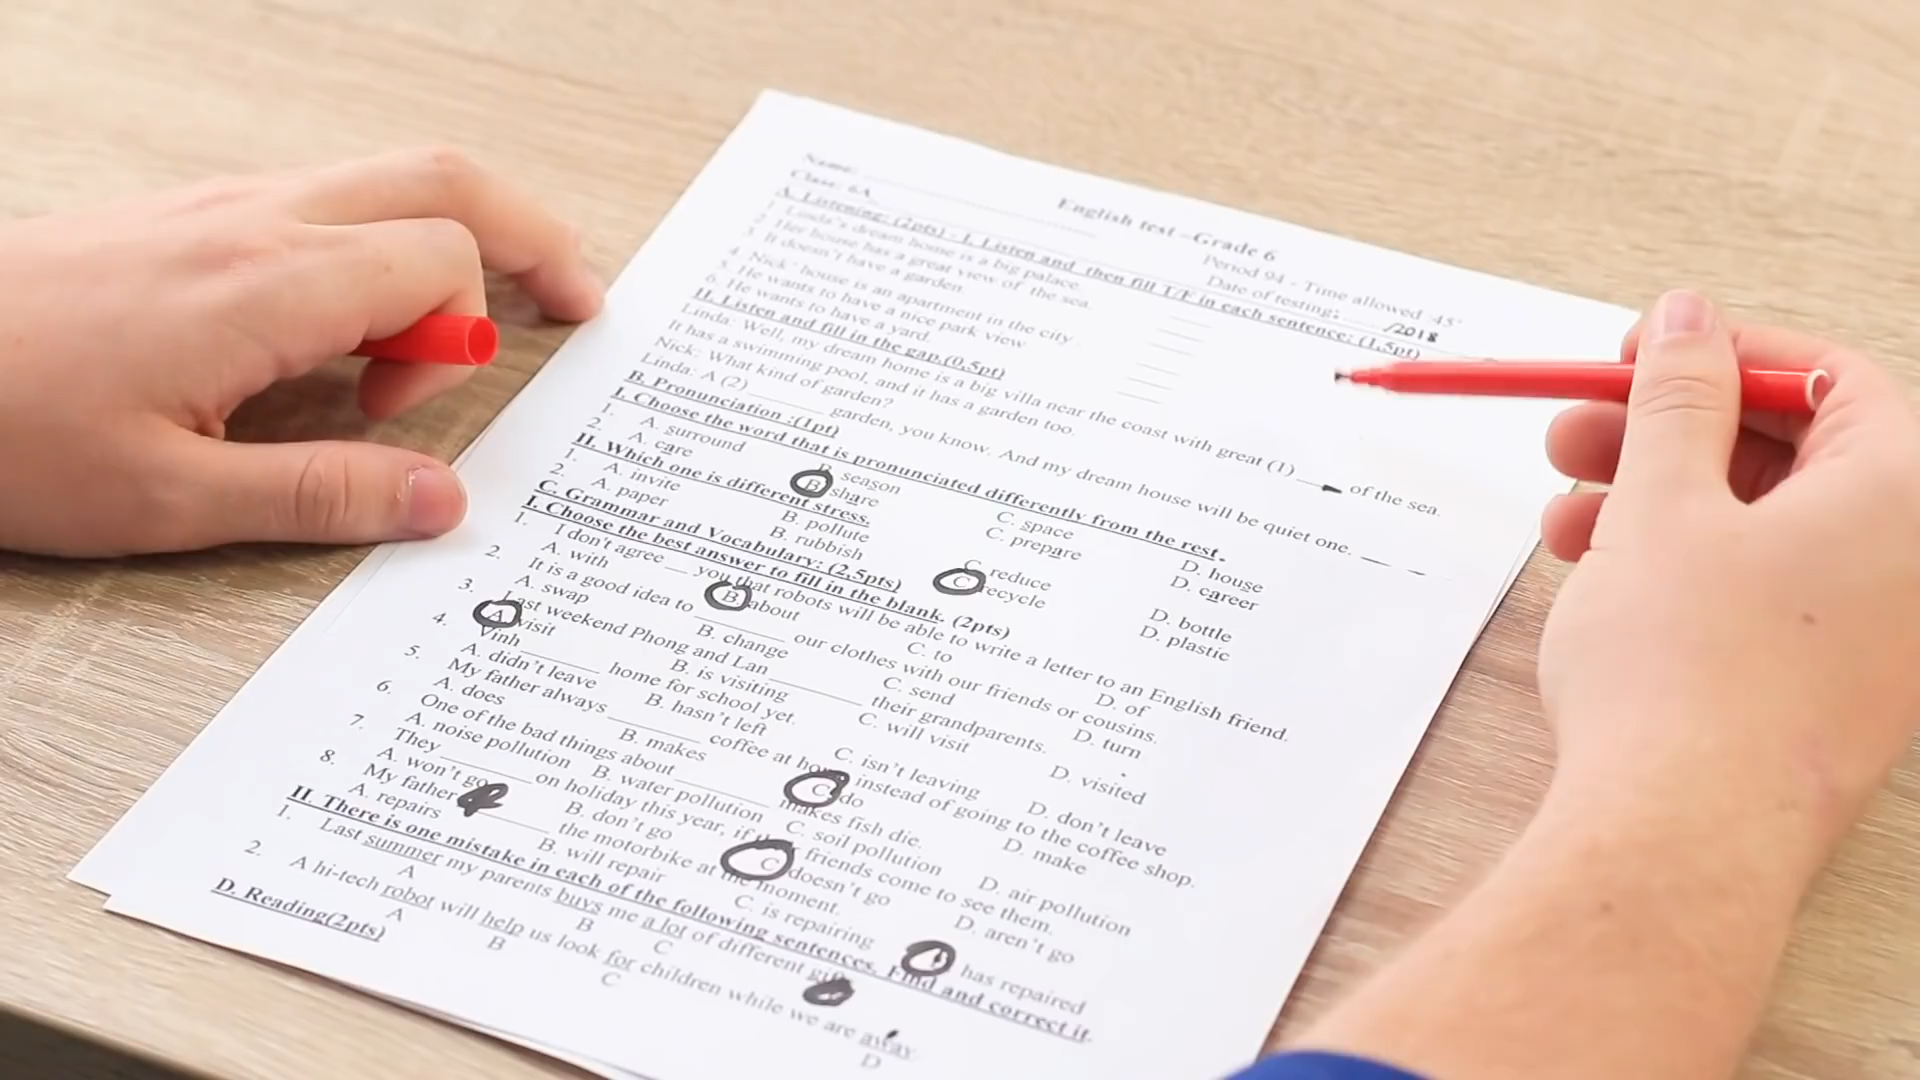 Name:
Class: 6A
English test –Grade 6
Period 94 - Time allowed 45'
Date of testing: /2018
A. Listening: (2pts) - I. Listen and then fill T/F in each sentence: (1,5pt)
1. Linda's dream home is a big palace.
2. Her house has a great view of the sea.
3. It doesn't have a garden.
4. Nick' house is an apartment in the city
5. He wants to have a nice park view
6. He wants to have a yard.
II. Listen and fill in the gap.(0,5pt)
Linda: Well, my dream home is a big villa near the coast with great (1) ___ of the sea.
It has a swimming pool, and it has a garden too.
Nick: What kind of garden?
Linda: A (2) ______ garden, you know. And my dream house will be quiet one.
B. Pronunciation :(1pt)
I. Choose the word that is pronunciated differently from the rest.
1. A. surround B. season C. space D. house
2. A. care B. share C. prepare D. career
II. Which one is different stress.
1. A. invite B. pollute C. reduce D. bottle
2. A. paper B. rubbish C. recycle D. plastic
C. Grammar and Vocabulary: (2,5pts)
I. Choose the best answer to fill in the blank. (2pts)
1. I don't agree __ you that robots will be able to write a letter to an English friend.
A. with B. about C. to D. of
2. It is a good idea to ______ our clothes with our friends or cousins.
A. swap B. change C. send D. turn
3. Last weekend Phong and Lan ______ their grandparents.
A. visit B. is visiting C. will visit D. visited
4. Vinh ______ home for school yet.
A. didn't leave B. hasn't left C. isn't leaving D. don't leave
5. My father always ______ coffee at home instead of going to the coffee shop.
A. does B. makes C. do D. make
6. One of the bad things about ______ makes fish die.
A. noise pollution B. water pollution C. soil pollution D. air pollution
7. They ______ on holiday this year, if friends come to see them.
A. won't go B. don't go C. doesn't go D. aren't go
8. My father ______ the motorbike at the moment.
A. repairs B. will repair C. is repairing has repaired
II. There is one mistake in each of the following sentences. Find and correct it.
1. Last summer my parents buys me a lot of different
A B C
2. A hi-tech robot will help us look for children while we are away.
A B C D
D. Reading(2pts)